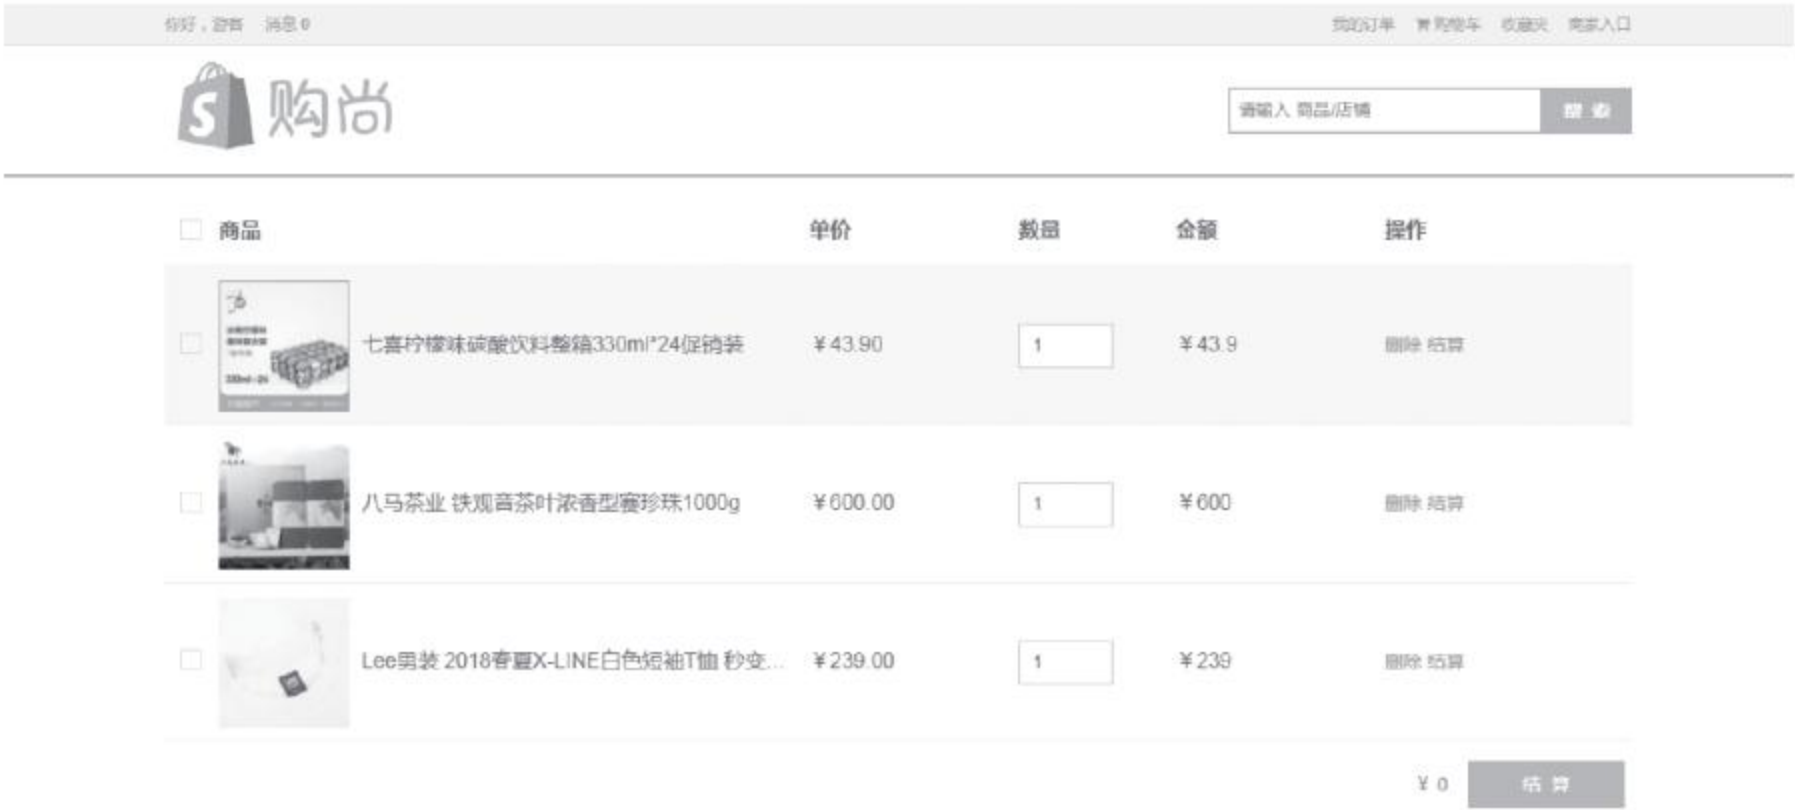 你好，游客 消息 0 我的订单 购物车 收藏夹 商家入口
购尚
请输入 商品/店铺 搜 索
商品 单价 数量 金额 操作
七喜柠檬味碳酸饮料整箱330ml*24促销装 ¥43.90 1 ¥43.9 删除 结算
330ml×24
八马茶业 铁观音茶叶浓香型赛珍珠1000g ¥600.00 1 ¥600 删除 结算
Lee男装 2018春夏X-LINE白色短袖T恤 秒变... ¥239.00 1 ¥239 删除 结算
¥ 0 结 算